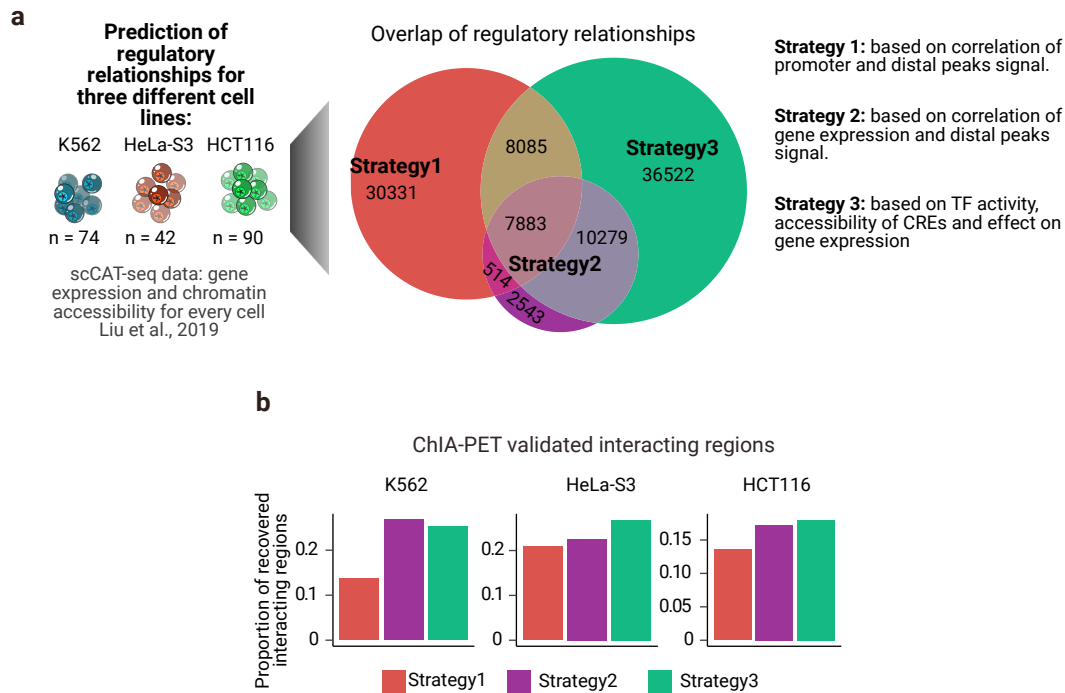 a
Prediction of
regulatory
relationships for
three different cell
lines:
K562 HeLa-S3 HCT116
n = 74 n = 42 n = 90
scCAT-seq data: gene
expression and chromatin
accessibility for every cell
Liu et al., 2019
Overlap of regulatory relationships
Strategy1
30331
8085
Strategy3
36522
7883
10279
Strategy2
514
2543
Strategy 1: based on correlation of
promoter and distal peaks signal.
Strategy 2: based on correlation of
gene expression and distal peaks
signal.
Strategy 3: based on TF activity,
accessibility of CREs and effect on
gene expression
b
ChIA-PET validated interacting regions
Proportion of recovered
interacting regions
K562
0.2
0.1
0
HeLa-S3
0.2
0.1
0
HCT116
0.15
0.10
0.05
0
Strategy1 Strategy2 Strategy3